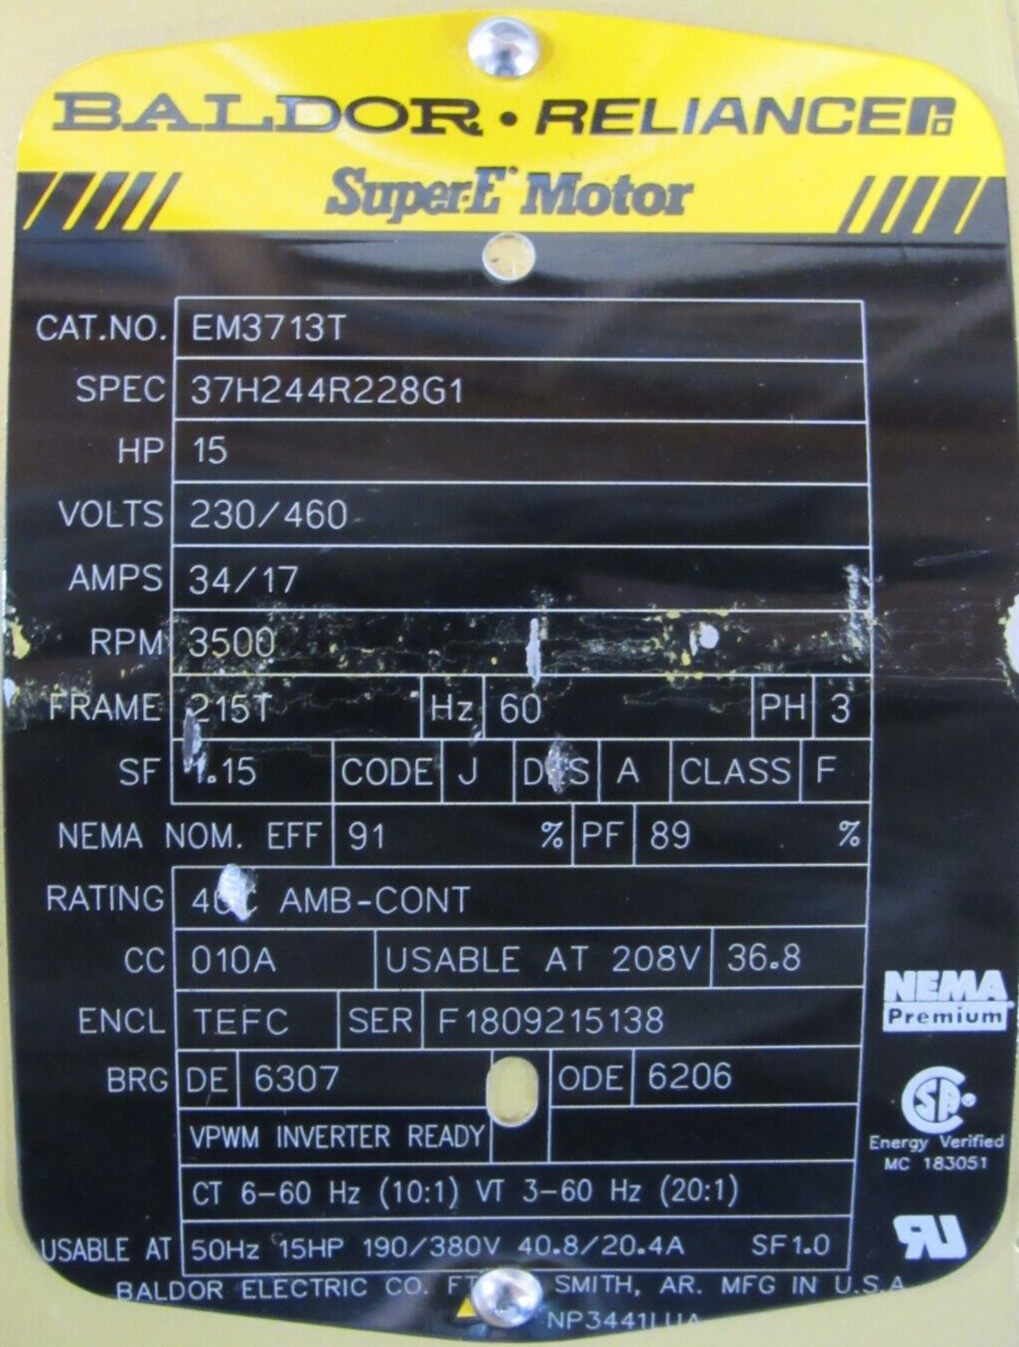 BALDOR • RELIANCE
Super-E® Motor
CAT.NO. EM3713T
SPEC 37H244R228G1
HP 15
VOLTS 230/460
AMPS 34/17
RPM 3500
FRAME 215T Hz 60 PH 3
SF 1.15 CODE J DES A CLASS F
NEMA NOM. EFF 91 % PF 89 %
RATING 40C AMB-CONT
CC 010A USABLE AT 208V 36.8
ENCL TEFC SER F1809215138
NEMA
Premium
BRG DE 6307 ODE 6206
VPWM INVERTER READY
Energy Verified
MC 183051
CT 6-60 Hz (10:1) VT 3-60 Hz (20:1)
USABLE AT 50Hz 15HP 190/380V 40.8/20.4A SF1.0
BALDOR ELECTRIC CO. SMITH, AR. MFG IN U.S.A
NP3441LUA